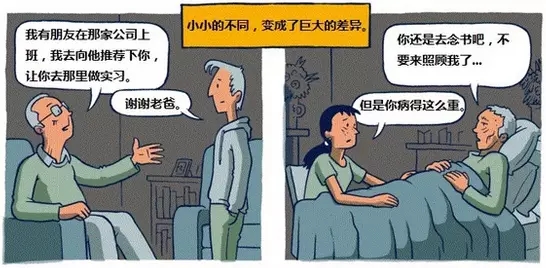 小小的不同，变成了巨大的差异。
我有朋友在那家公司上
班，我去向他推荐下你，
让你去那里做实习。
谢谢老爸。
你还是去念书吧，不
要来照顾我了...
但是你病得这么重。